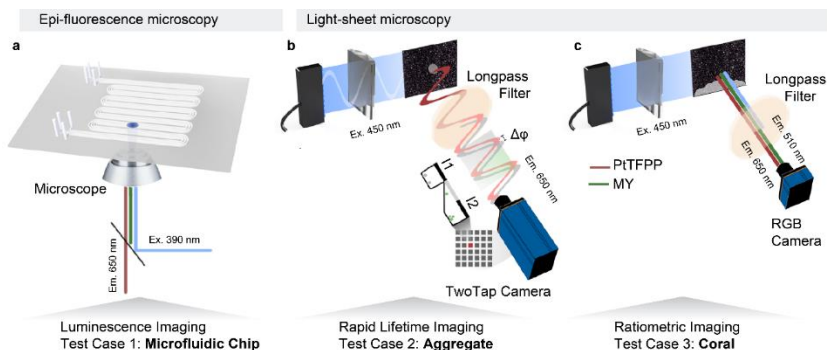 Epi-fluorescence microscopy
Light-sheet microscopy
a
Microscope
Em. 650 nm
Ex. 390 nm
Luminescence Imaging
Test Case 1: Microfluidic Chip
b
Longpass
Filter
Ex. 450 nm
Δφ
I1
I2
Em. 650 nm
TwoTap Camera
Rapid Lifetime Imaging
Test Case 2: Aggregate
c
Longpass
Filter
Ex. 450 nm
Em. 510 nm
Em. 650 nm
PtTFPP
MY
RGB
Camera
Ratiometric Imaging
Test Case 3: Coral